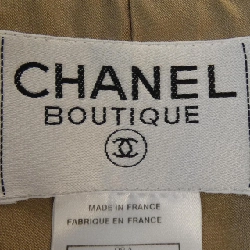 CHANEL
BOUTIQUE
MADE IN FRANCE
FABRIQUE EN FRANCE